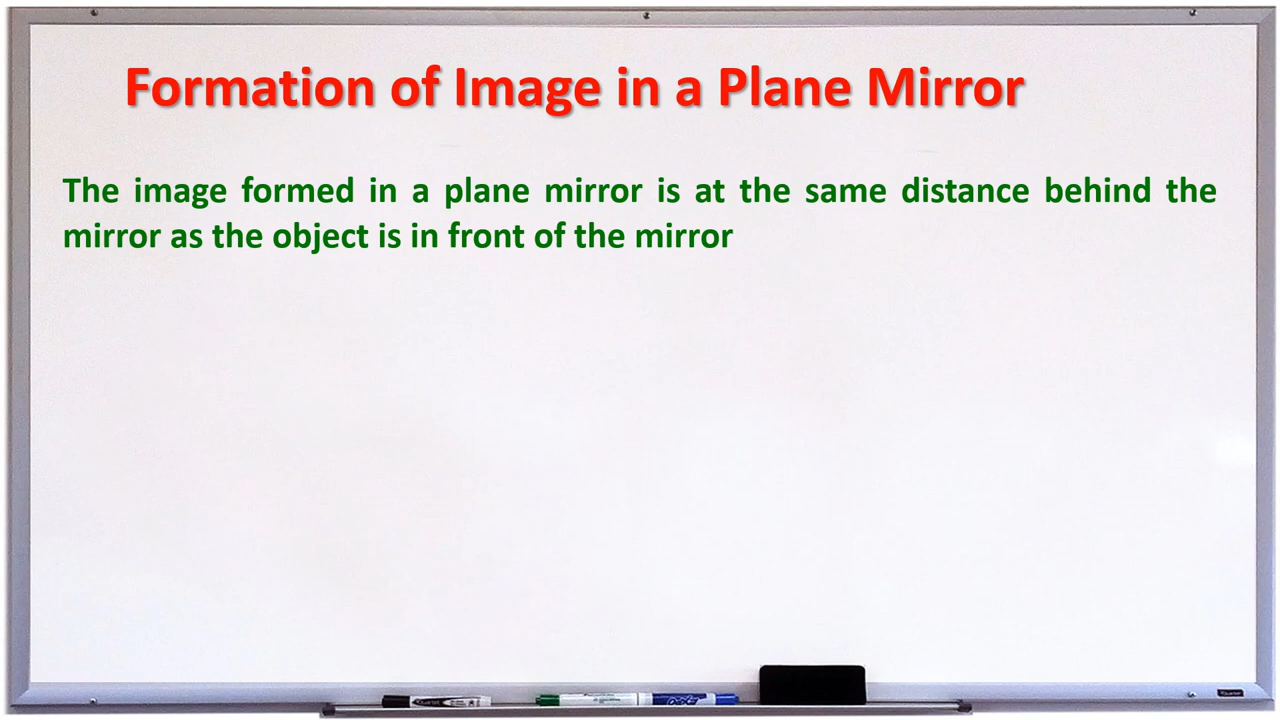 Formation of Image in a Plane Mirror
The image formed in a plane mirror is at the same distance behind the
mirror as the object is in front of the mirror